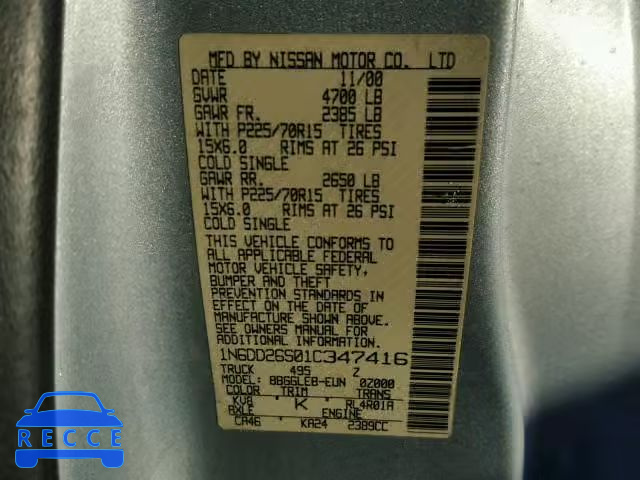 MFD BY NISSAN MOTOR CO. LTD
DATE 11/00
GVWR 4700 LB
GAWR FR. 2385 LB
WITH P225/70R15 TIRES
15X6.0 RIMS AT 26 PSI
COLD SINGLE
GAWR RR. 2650 LB
WITH P225/70R15 TIRES
15X6.0 RIMS AT 26 PSI
COLD SINGLE
THIS VEHICLE CONFORMS TO
ALL APPLICABLE FEDERAL
MOTOR VEHICLE SAFETY,
BUMPER AND THEFT
PREVENTION STANDARDS IN
EFFECT ON THE DATE OF
MANUFACTURE SHOWN ABOVE.
SEE OWNERS MANUAL FOR
ADDITIONAL INFORMATION
1N6DD26S01C347416
TRUCK 495 Z
MODEL: BBGGLEB-EUN 02000
COLOR TRIM TRANS
KV8 K RL4R01A
AXLE ENGINE
CA46 KA24 2389CC
RECCE